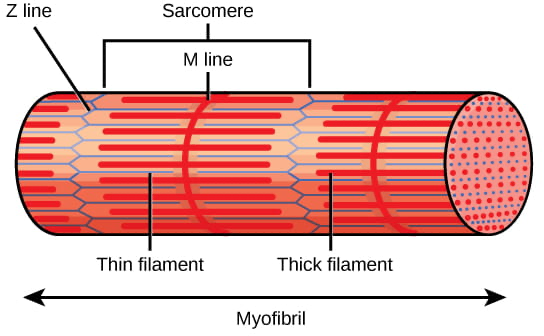 Z line
Sarcomere
M line
Thin filament
Thick filament
Myofibril